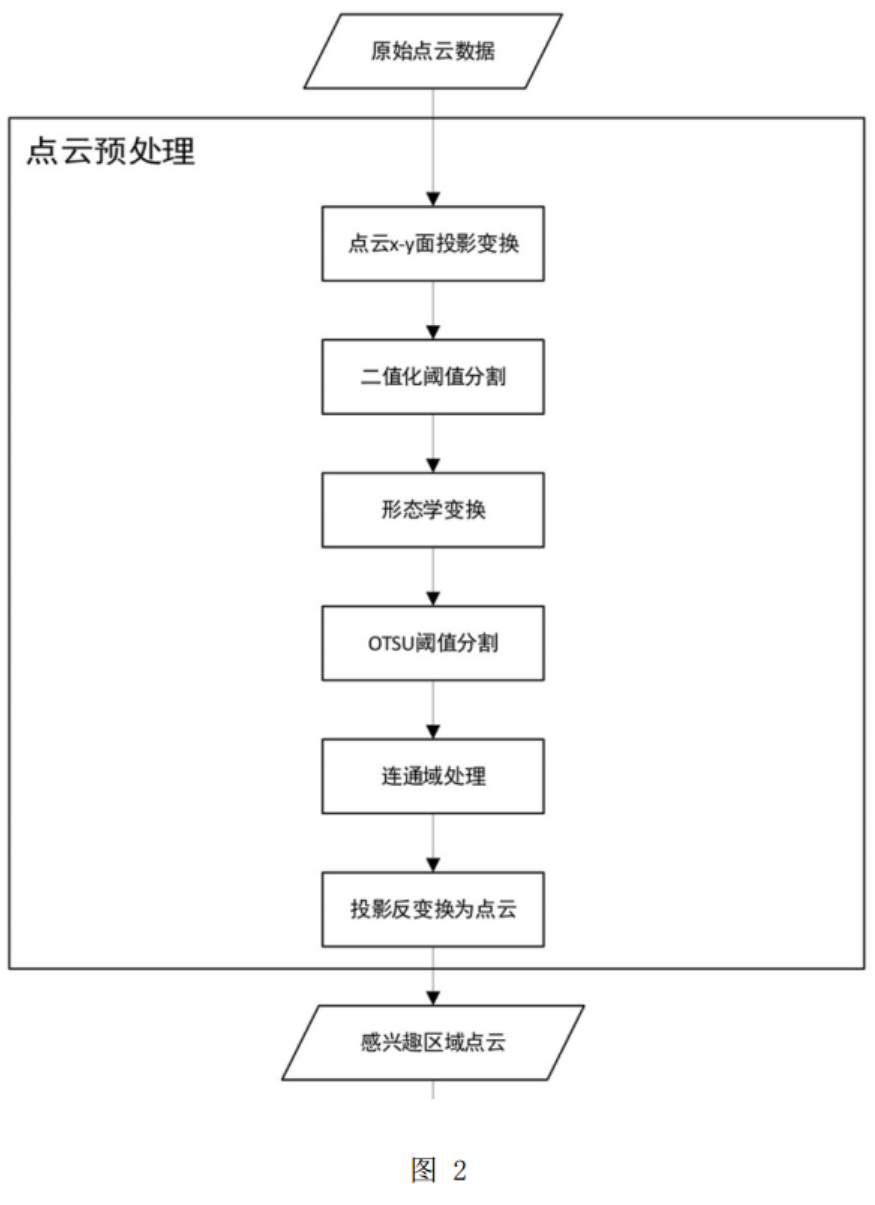 原始点云数据
点云预处理
点云x-y面投影变换
二值化阈值分割
形态学变换
OTSU阈值分割
连通域处理
投影反变换为点云
感兴趣区域点云
图 2